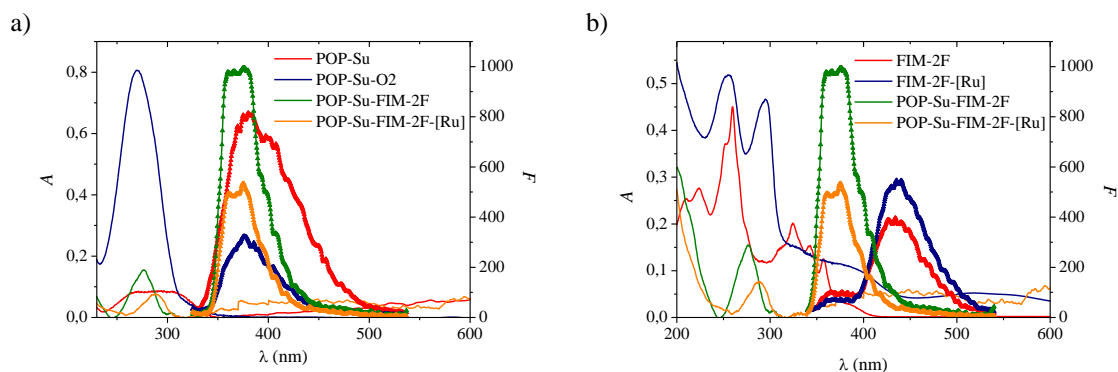 a)
b)
POP-Su
POP-Su-O2
POP-Su-FIM-2F
POP-Su-FIM-2F-[Ru]
0,8
0,6
0,4
0,2
0,0
A
1000
800
600
400
200
0
F
300
400
500
600
λ (nm)
FIM-2F
FIM-2F-[Ru]
POP-Su-FIM-2F
POP-Su-FIM-2F-[Ru]
0,5
0,4
0,3
0,2
0,1
0,0
A
1000
800
600
400
200
0
F
200
300
400
500
600
λ (nm)